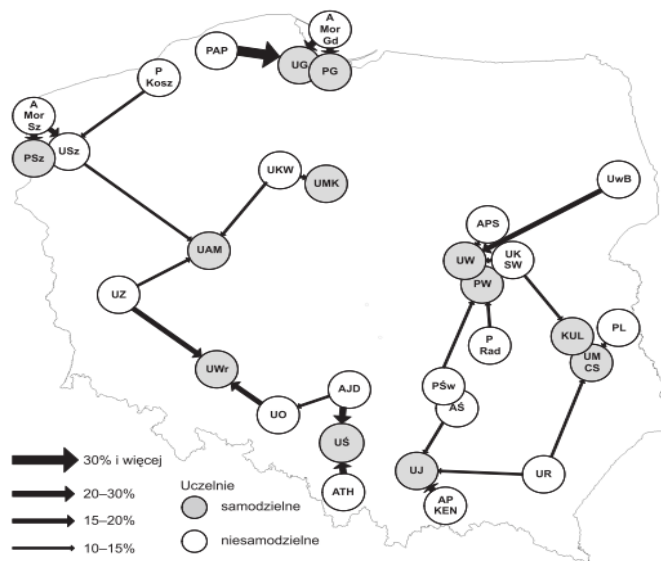 A
Mor
Gd
PAP
UG
PG
P
Kosz
A
Mor
Sz
PSz
USz
UKW
UMK
UwB
APS
UAM
UW
UK
SW
PW
UZ
KUL
PL
UM
CS
P
Rad
UWr
PŚw
AŚ
UO
AJD
UŚ
UJ
UR
ATH
AP
KEN
30% i więcej
20–30%
15–20%
10–15%
Uczelnie
samodzielne
niesamodzielne